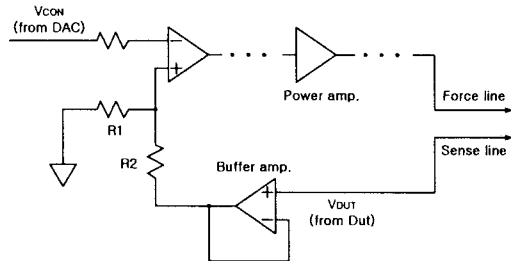 VCON
(from DAC)
−
+
Power amp.
Force line
R1
Sense line
R2
Buffer amp.
+
−
VDUT
(from Dut)